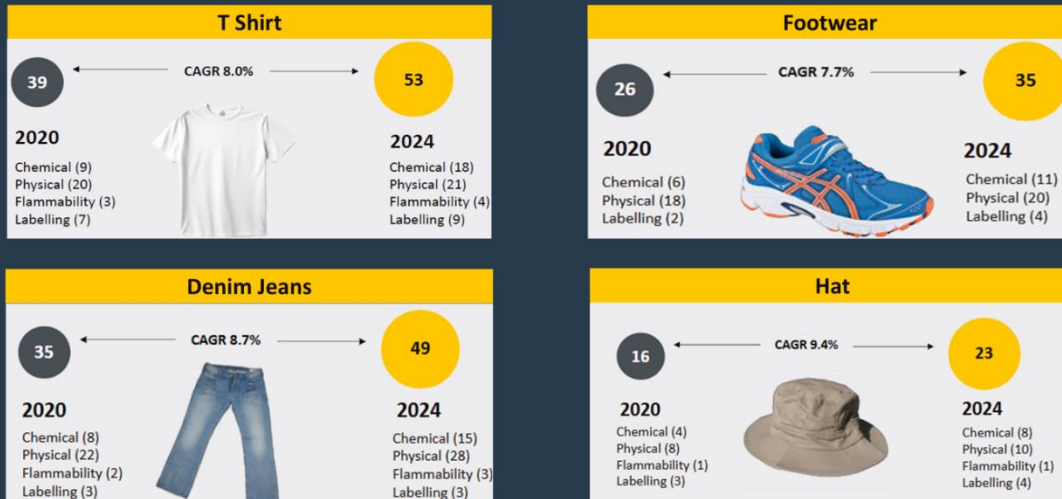 T Shirt
39
CAGR 8.0%
53
2020
Chemical (9)
Physical (20)
Flammability (3)
Labelling (7)
2024
Chemical (18)
Physical (21)
Flammability (4)
Labelling (9)
Footwear
26
CAGR 7.7%
35
2020
Chemical (6)
Physical (18)
Labelling (2)
2024
Chemical (11)
Physical (20)
Labelling (4)
Denim Jeans
35
CAGR 8.7%
49
2020
Chemical (8)
Physical (22)
Flammability (2)
Labelling (3)
2024
Chemical (15)
Physical (28)
Flammability (3)
Labelling (3)
Hat
16
CAGR 9.4%
23
2020
Chemical (4)
Physical (8)
Flammability (1)
Labelling (3)
2024
Chemical (8)
Physical (10)
Flammability (1)
Labelling (4)